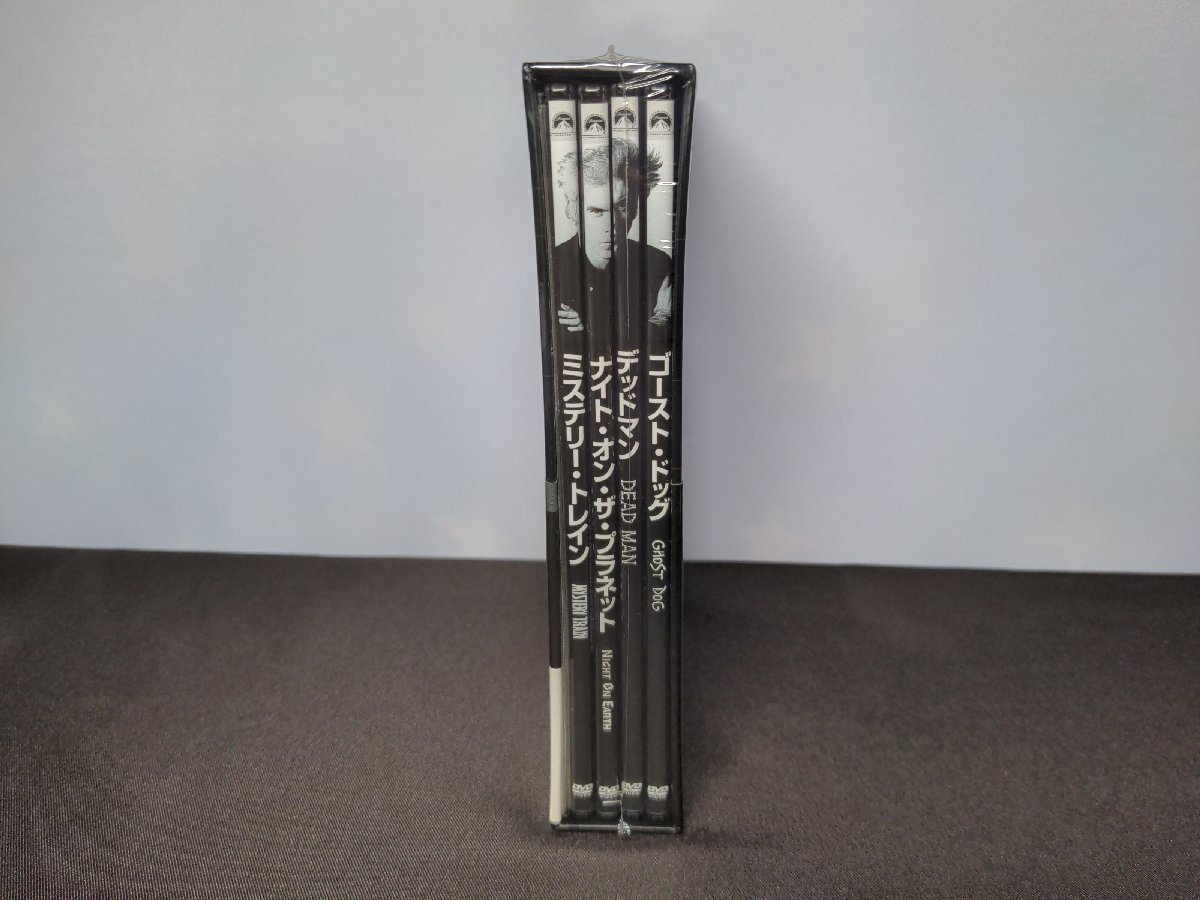 ミステリー・トレイン
MYSTERY TRAIN
ナイト・オン・ザ・プラネット
NIGHT ON EARTH
デッドマン
DEAD MAN
ゴースト・ドッグ
GHOST DOG
DVD
DVD
DVD
DVD